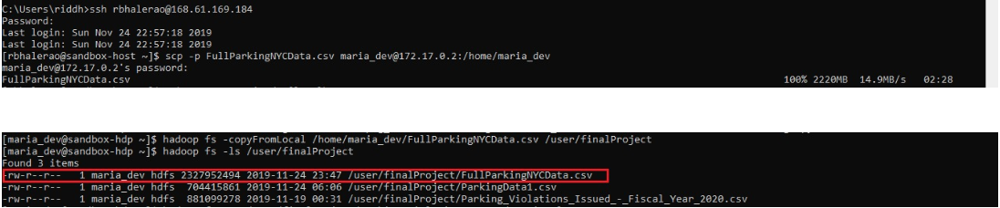 C:\Users\riddh>ssh rbhalerao@168.61.169.184
Password:
Last login: Sun Nov 24 22:57:18 2019
Last login: Sun Nov 24 22:57:18 2019
[rbhalerao@sandbox-host ~]$ scp -p FullParkingNYCData.csv maria_dev@172.17.0.2:/home/maria_dev
maria_dev@172.17.0.2's password:
FullParkingNYCData.csv 100% 2220MB 14.9MB/s 02:28
[maria_dev@sandbox-hdp ~]$ hadoop fs -copyFromLocal /home/maria_dev/FullParkingNYCData.csv /user/finalProject
[maria_dev@sandbox-hdp ~]$ hadoop fs -ls /user/finalProject
Found 3 items
-rw-r--r-- 1 maria_dev hdfs 2327952494 2019-11-24 23:47 /user/finalProject/FullParkingNYCData.csv
-rw-r--r-- 1 maria_dev hdfs 704415861 2019-11-24 06:06 /user/finalProject/ParkingData1.csv
-rw-r--r-- 1 maria_dev hdfs 881099278 2019-11-19 00:31 /user/finalProject/Parking_Violations_Issued_-_Fiscal_Year_2020.csv